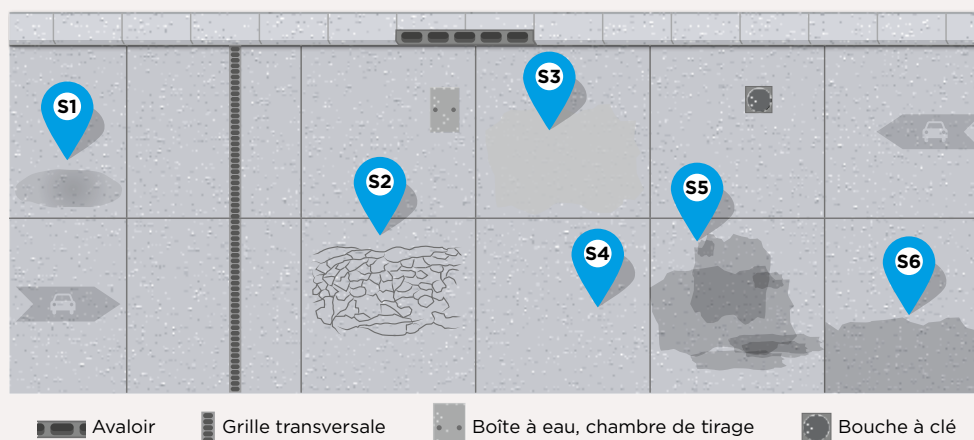 S1
S2
S3
S4
S5
S6
Avaloir
Grille transversale
Boîte à eau, chambre de tirage
Bouche à clé